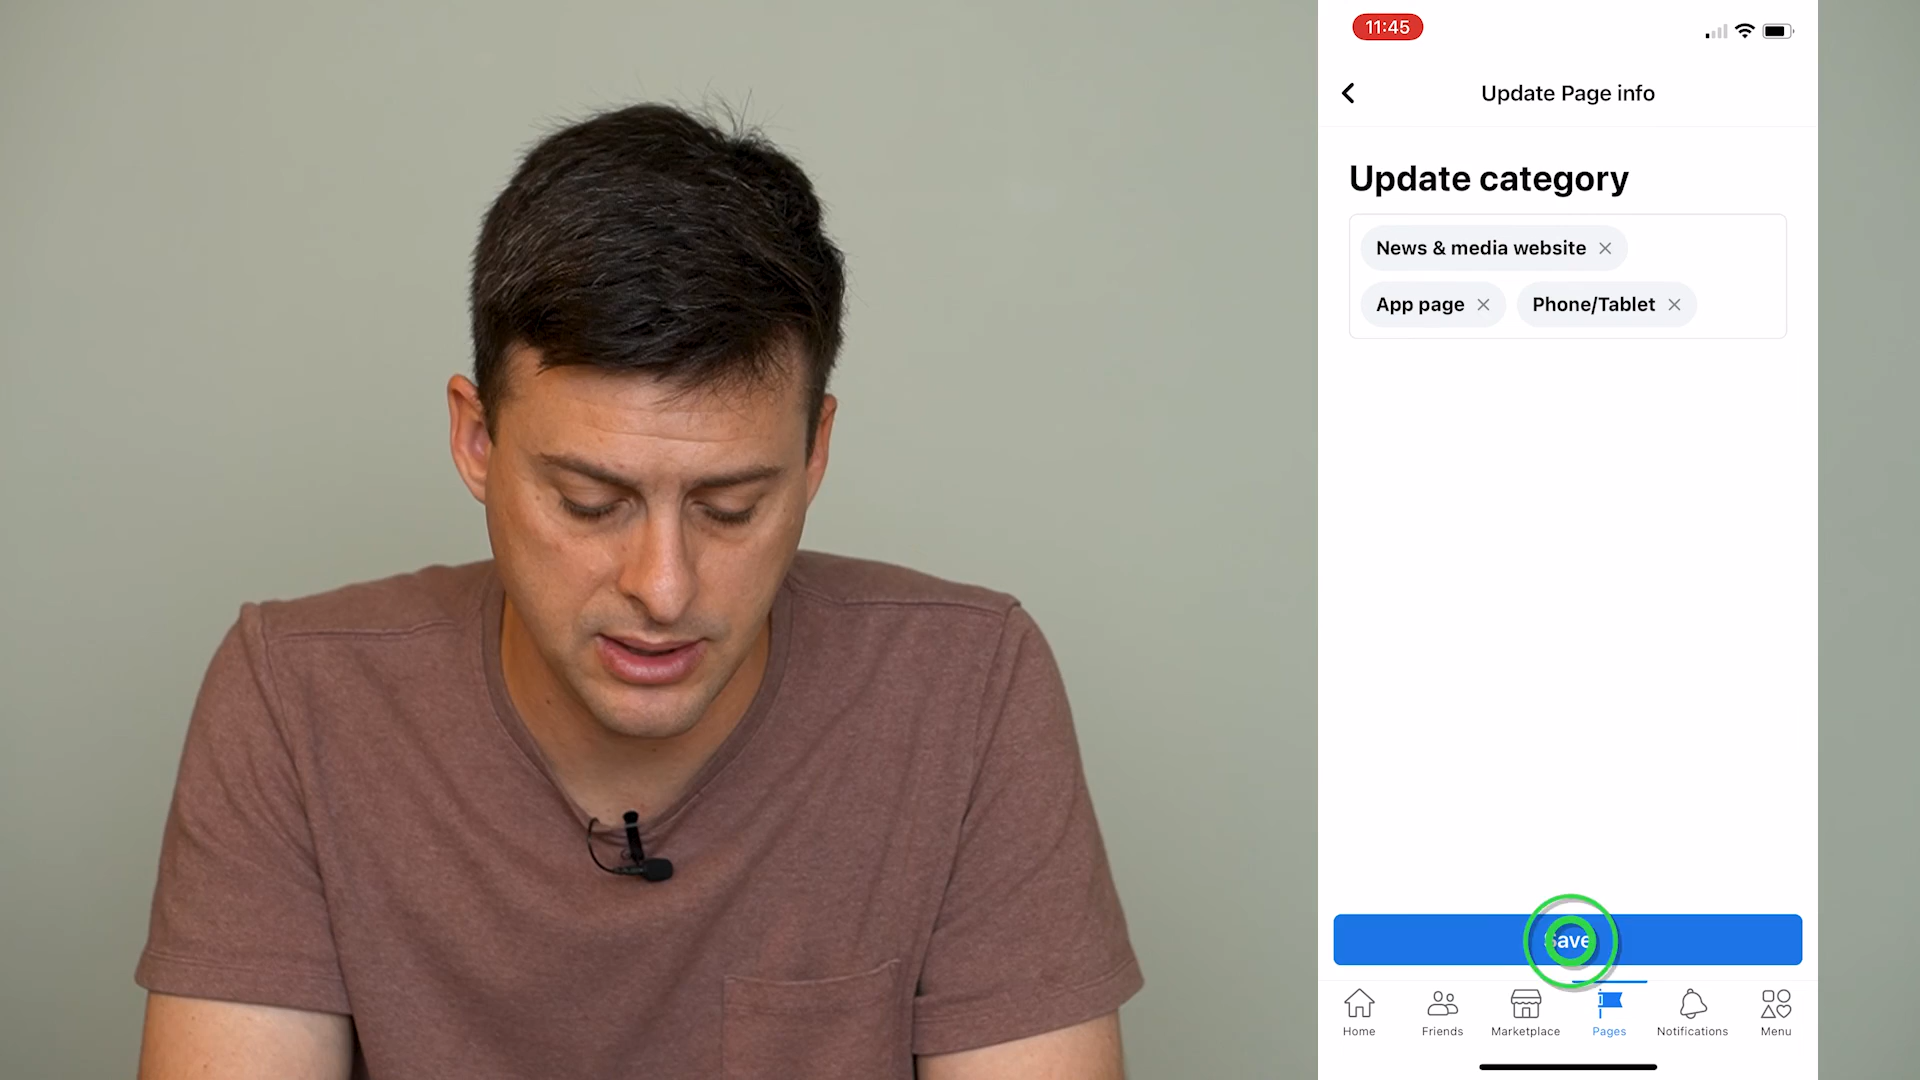 11:45
Update Page info
Update category
News & media website
App page Phone/Tablet
Save
Home Friends Marketplace Pages Notifications Menu